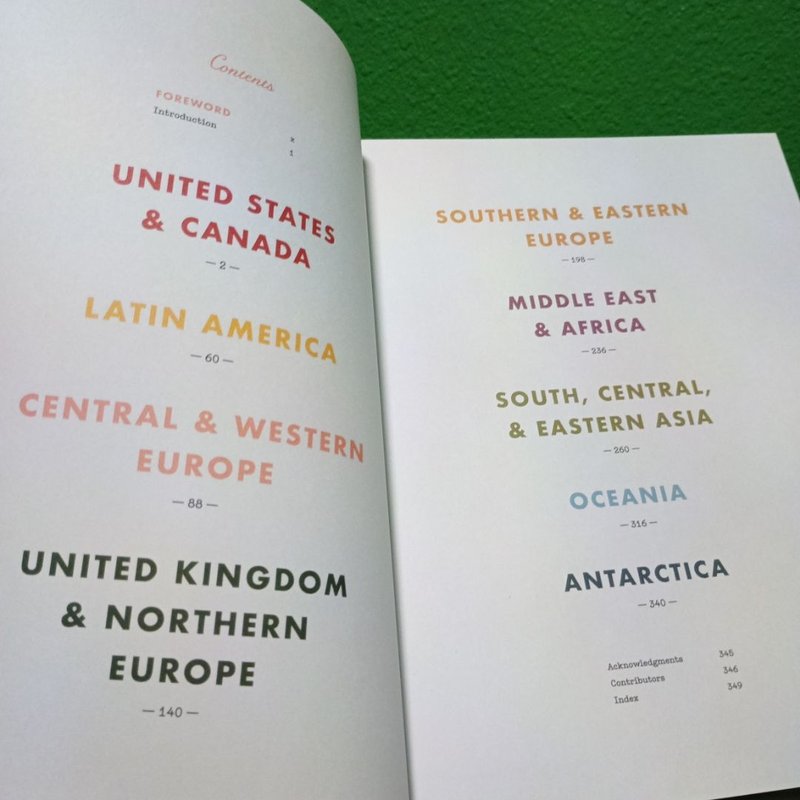 Contents
FOREWORD x
Introduction 1
UNITED STATES
& CANADA
— 2 —
LATIN AMERICA
— 60 —
CENTRAL & WESTERN
EUROPE
— 88 —
UNITED KINGDOM
& NORTHERN
EUROPE
— 140 —
SOUTHERN & EASTERN
EUROPE
— 198 —
MIDDLE EAST
& AFRICA
— 236 —
SOUTH, CENTRAL,
& EASTERN ASIA
— 260 —
OCEANIA
— 316 —
ANTARCTICA
— 340 —
Acknowledgments 345
Contributors 346
Index 349